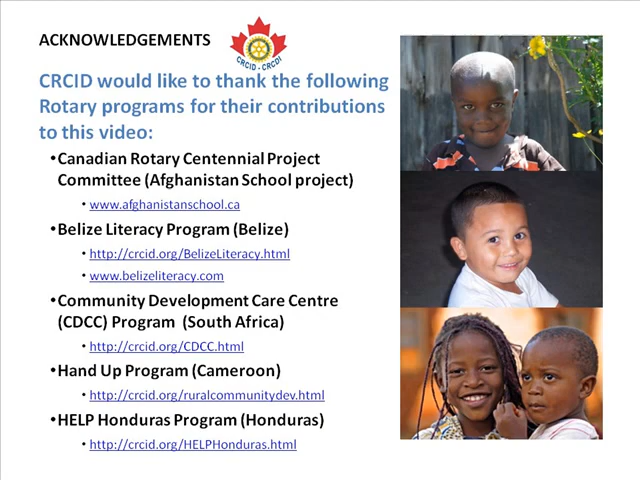 ACKNOWLEDGEMENTS
CRCID - CRCDI
CRCID would like to thank the following
Rotary programs for their contributions
to this video:
•Canadian Rotary Centennial Project
Committee (Afghanistan School project)
• www.afghanistanschool.ca
•Belize Literacy Program (Belize)
• http://crcid.org/BelizeLiteracy.html
• www.belizeliteracy.com
•Community Development Care Centre
(CDCC) Program (South Africa)
• http://crcid.org/CDCC.html
•Hand Up Program (Cameroon)
• http://crcid.org/ruralcommunitydev.html
•HELP Honduras Program (Honduras)
• http://crcid.org/HELPHonduras.html